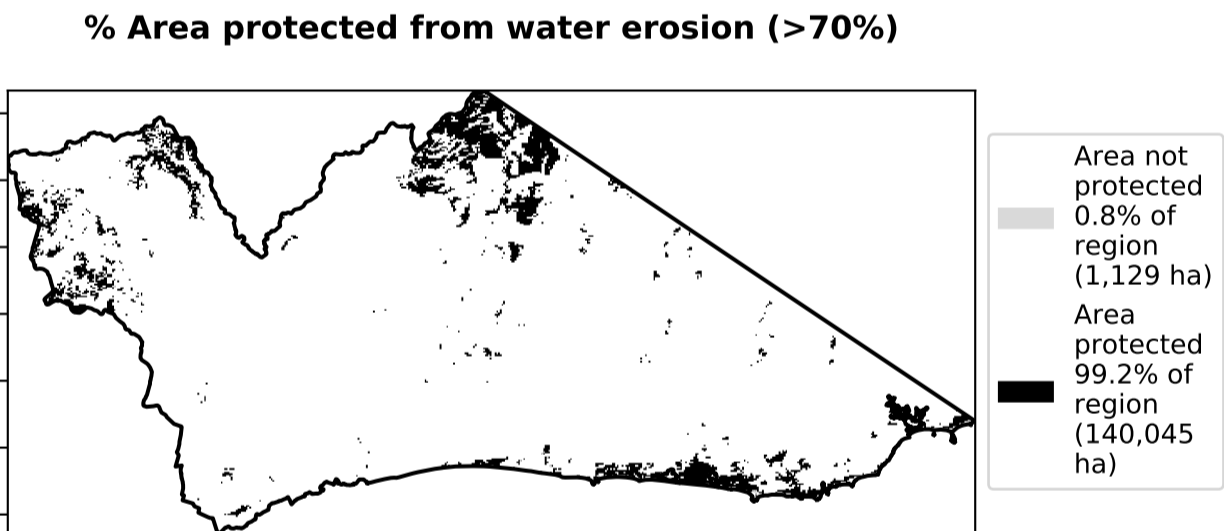 % Area protected from water erosion (>70%)
Area not
protected
0.8% of
region
(1,129 ha)
Area
protected
99.2% of
region
(140,045
ha)